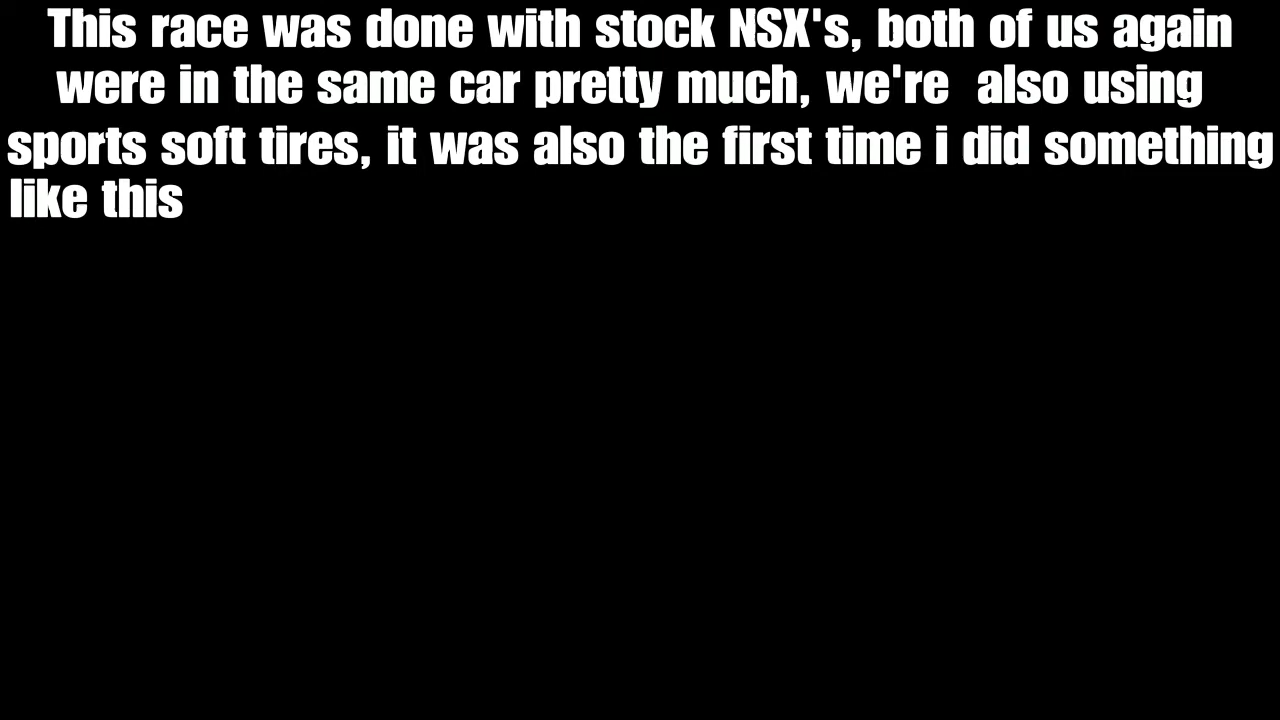 This race was done with stock NSX's, both of us again
were in the same car pretty much, we're  also using
sports soft tires, it was also the first time i did something
like this